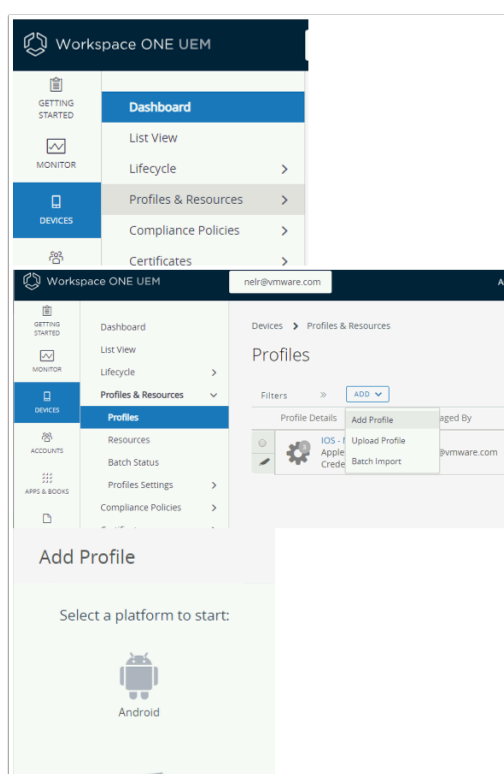 Workspace ONE UEM
GETTING
STARTED
MONITOR
DEVICES
Dashboard
List View
Lifecycle
Profiles & Resources
Compliance Policies
Certificates
Workspace ONE UEM
nelr@vmware.com
GETTING
STARTED
MONITOR
DEVICES
ACCOUNTS
APPS & BOOKS
Dashboard
List View
Lifecycle
Profiles & Resources
Profiles
Resources
Batch Status
Profiles Settings
Compliance Policies
Devices > Profiles & Resources
Profiles
Filters » ADD
Profile Details
Add Profile
Upload Profile
Batch Import
aged By
IOS -
Apple
Crede
@vmware.com
Add Profile
Select a platform to start:
Android